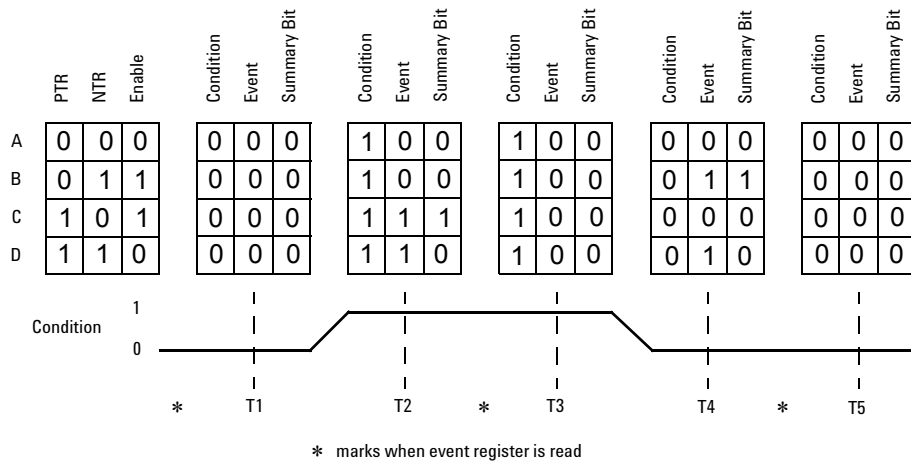 PTR NTR Enable Condition Event Summary Bit Condition Event Summary Bit Condition Event Summary Bit Condition Event Summary Bit Condition Event Summary Bit
A 0 0 0 0 0 0 1 0 0 1 0 0 0 0 0 0 0 0
B 0 1 1 0 0 0 1 0 0 1 0 0 0 1 1 0 0 0
C 1 0 1 0 0 0 1 1 1 1 0 0 0 0 0 0 0 0
D 1 1 0 0 0 0 1 1 0 1 0 0 0 1 0 0 0 0
1
Condition
0
* T1 T2 * T3 T4 * T5
* marks when event register is read